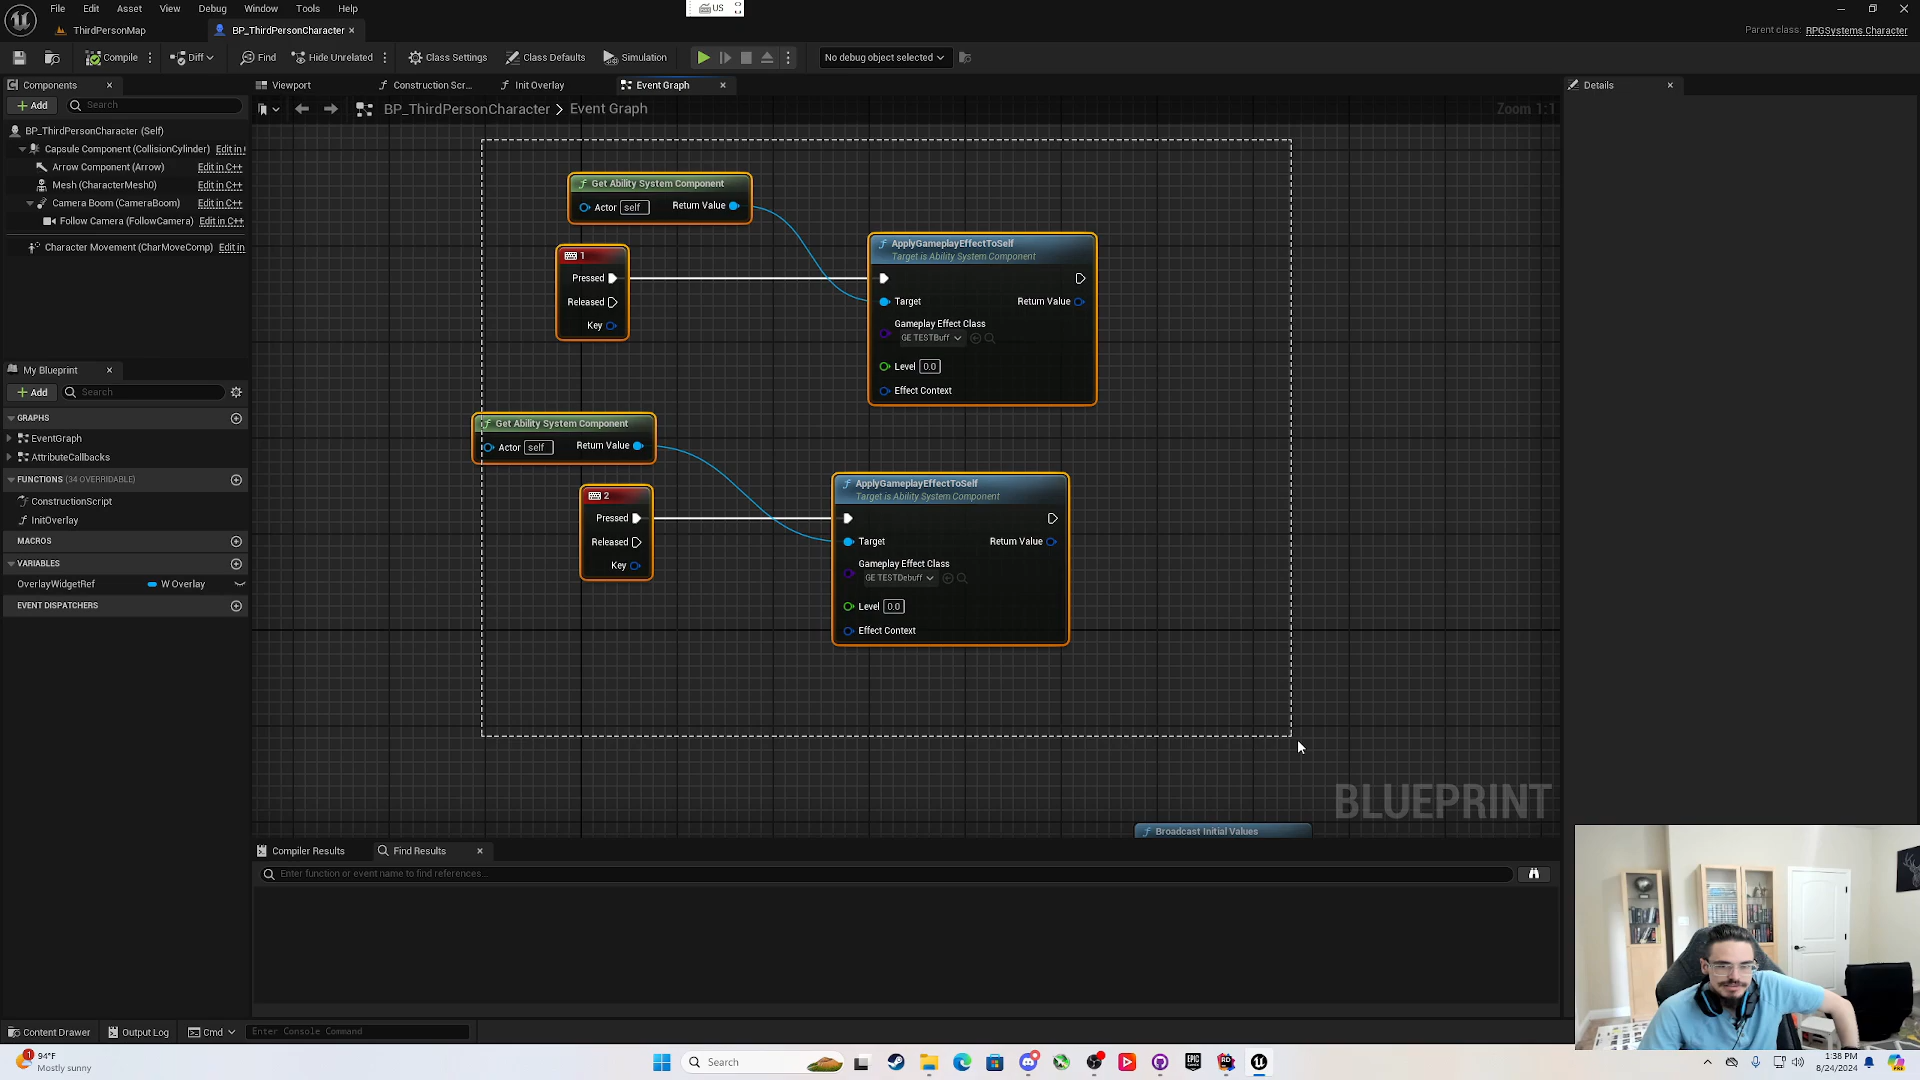 File Edit Asset View Debug Window Tools Help
US
ThirdPersonMap
BP_ThirdPersonCharacter
Parent class: RPGSystems Character
Compile
Diff
Find
Hide Unrelated
Class Settings
Class Defaults
Simulation
No debug object selected
Components
Viewport
Construction Scr...
Init Overlay
Event Graph
Details
Add
Search
BP_ThirdPersonCharacter > Event Graph
Zoom 1:1
BP_ThirdPersonCharacter (Self)
Capsule Component (CollisionCylinder) Edit in
Arrow Component (Arrow) Edit in C++
Mesh (CharacterMesh0) Edit in C++
Camera Boom (CameraBoom) Edit in C++
Follow Camera (FollowCamera) Edit in C++
Character Movement (CharMoveComp) Edit in
My Blueprint
Add
Search
GRAPHS
EventGraph
AttributeCallbacks
FUNCTIONS (34 OVERRIDABLE)
ConstructionScript
InitOverlay
MACROS
VARIABLES
OverlayWidgetRef W Overlay
EVENT DISPATCHERS
Get Ability System Component
Actor self Return Value
1
Pressed
Released
Key
ApplyGameplayEffectToSelf
Target is Ability System Component
Target Return Value
Gameplay Effect Class
GE TESTBuff
Level 0.0
Effect Context
Get Ability System Component
Actor self Return Value
2
Pressed
Released
Key
ApplyGameplayEffectToSelf
Target is Ability System Component
Target Return Value
Gameplay Effect Class
GE TESTDebuff
Level 0.0
Effect Context
BLUEPRINT
Broadcast Initial Values
Compiler Results
Find Results
Enter function or event name to find references...
Content Drawer
Output Log
Cmd
Enter Console Command
1
94°F
Mostly sunny
Search
1:38 PM
8/24/2024